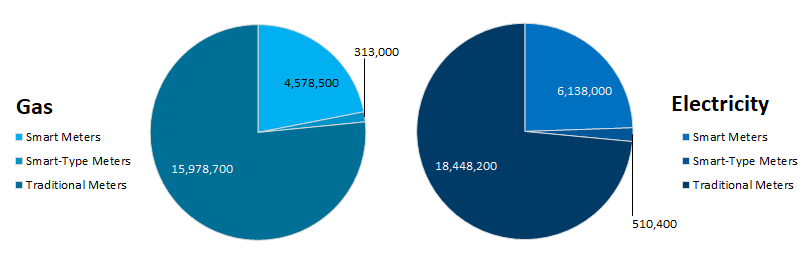 Gas
Smart Meters
Smart-Type Meters
Traditional Meters
4,578,500
313,000
15,978,700
6,138,000
18,448,200
510,400
Electricity
Smart Meters
Smart-Type Meters
Traditional Meters